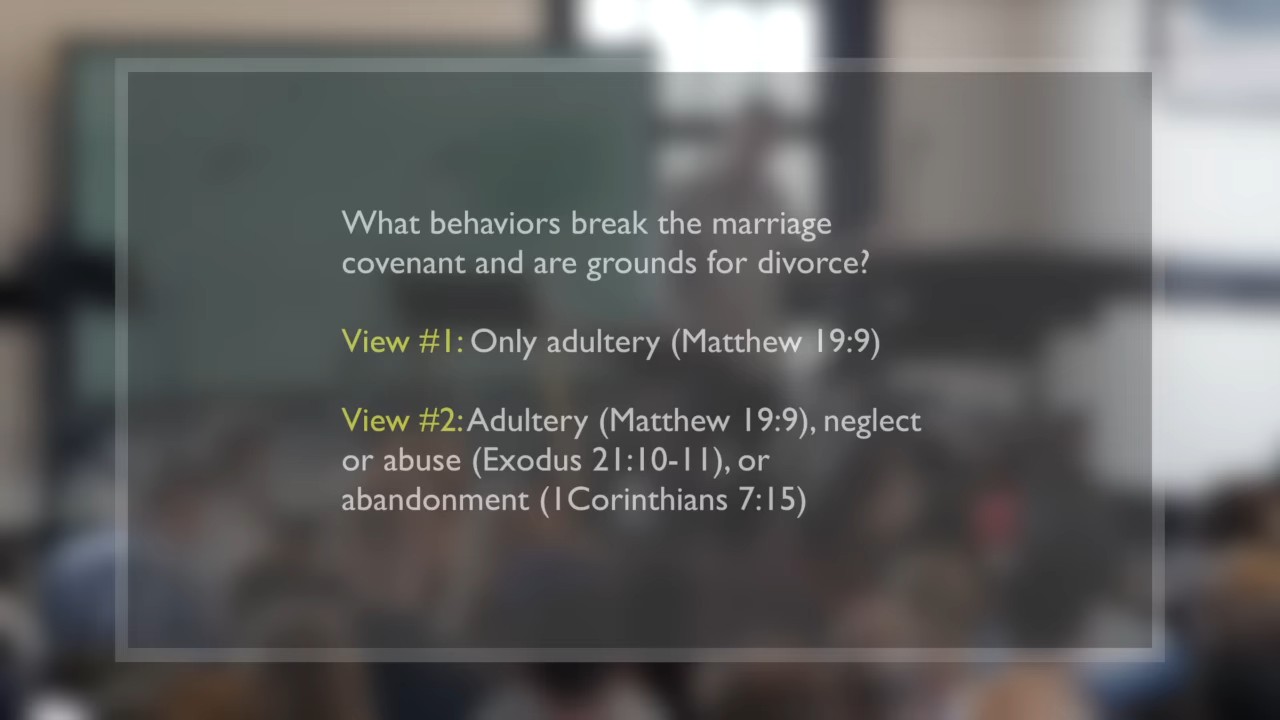 What behaviors break the marriage
covenant and are grounds for divorce?
View #1: Only adultery (Matthew 19:9)
View #2: Adultery (Matthew 19:9), neglect
or abuse (Exodus 21:10-11), or
abandonment (1Corinthians 7:15)